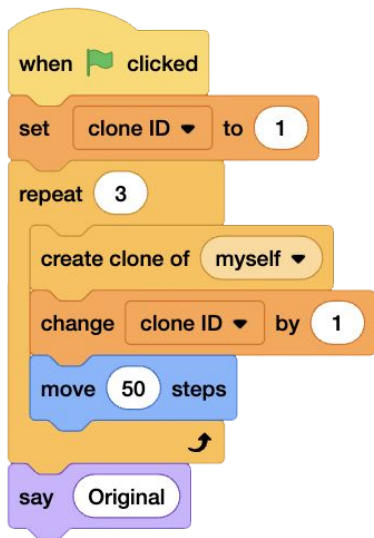 when clicked
set clone ID to 1
repeat 3
create clone of myself
change clone ID by 1
move 50 steps
say Original